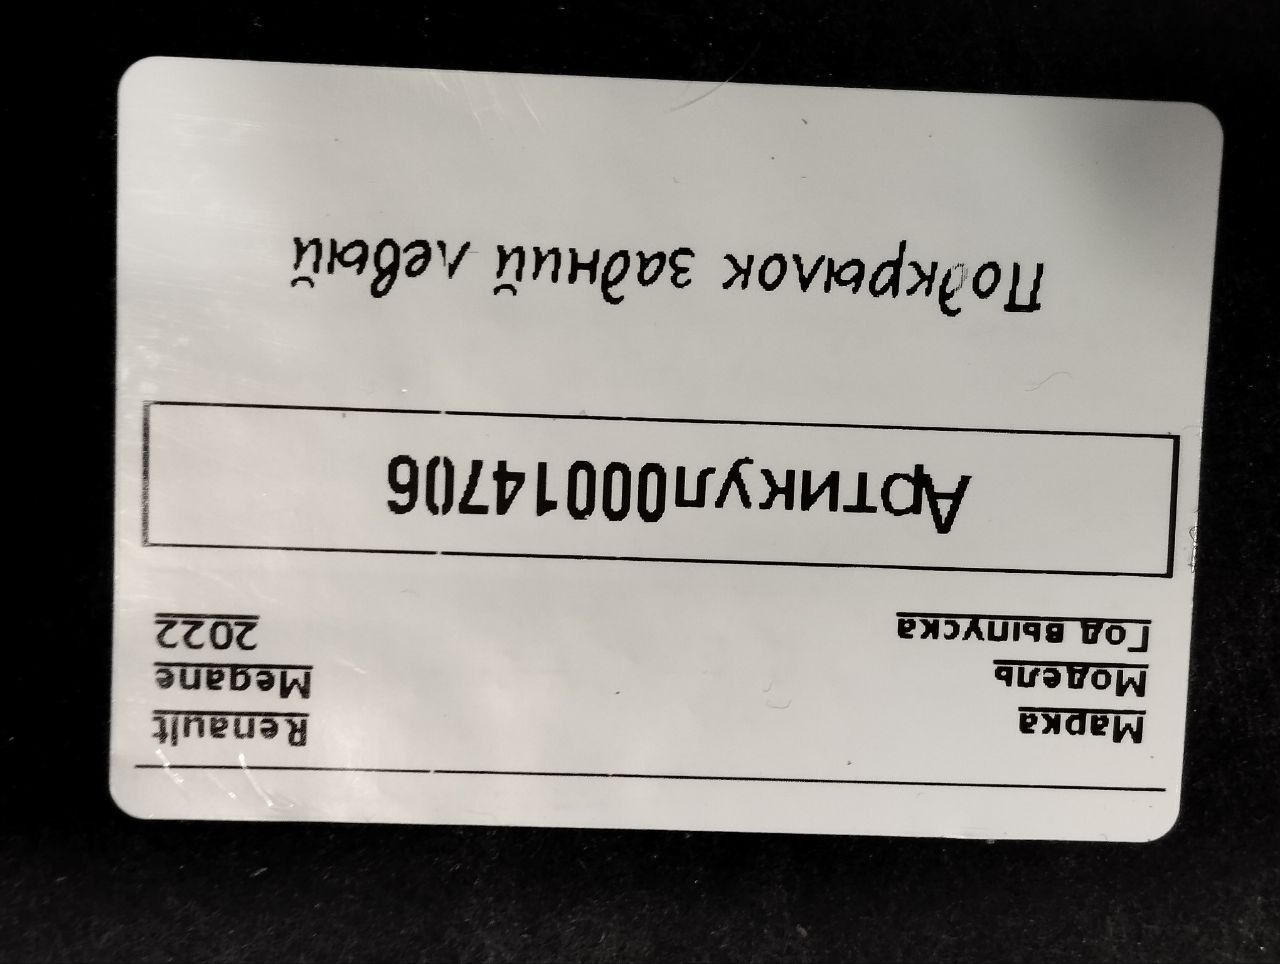 Марка Renault
Модель Megane
Год выпуска 2022
Артикул00014706
Подкрылок задний левый